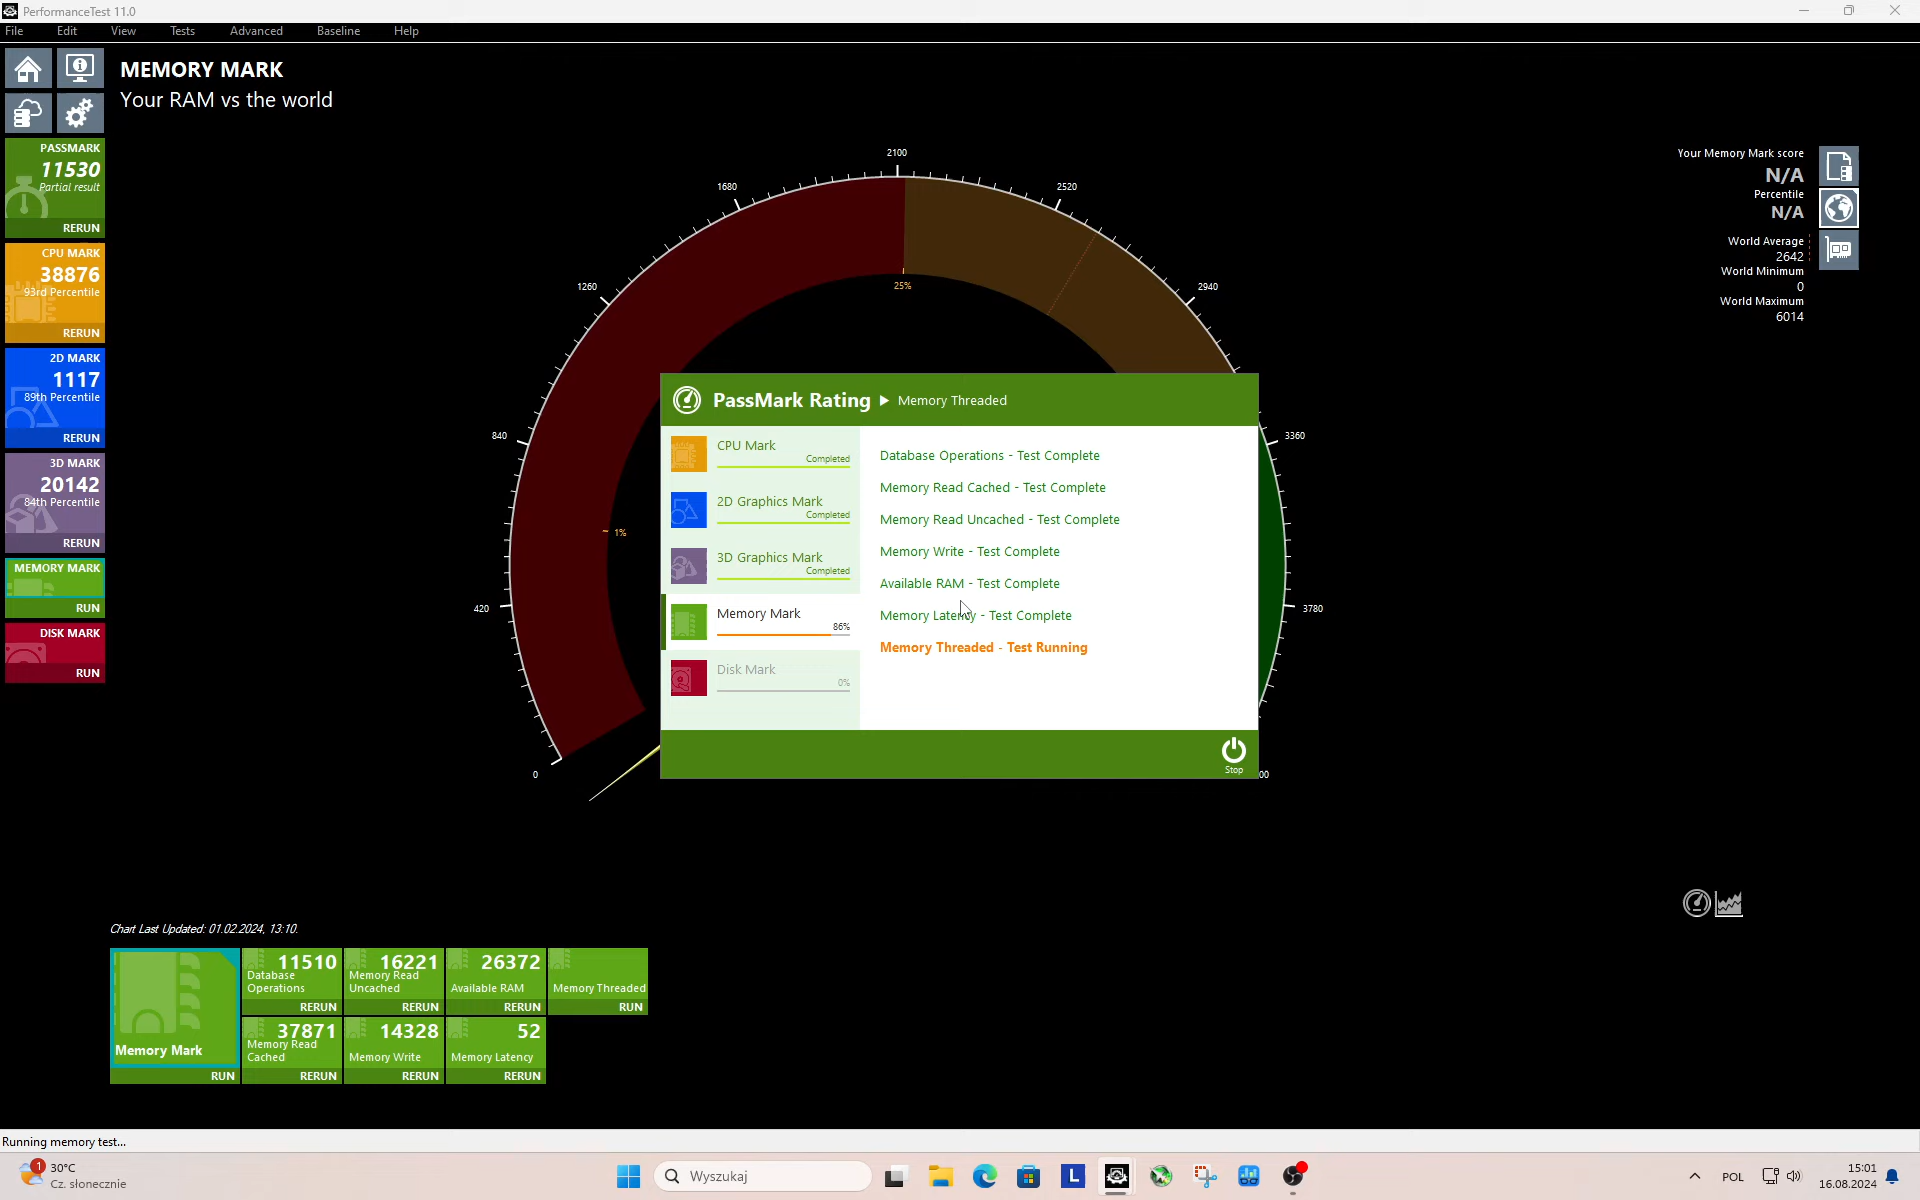 PerformanceTest 11.0
File Edit View Tests Advanced Baseline Help
MEMORY MARK
Your RAM vs the world
PASSMARK
11530
Partial result
RERUN
CPU MARK
38876
93rd Percentile
RERUN
2D MARK
1117
89th Percentile
RERUN
3D MARK
20142
84th Percentile
RERUN
MEMORY MARK
RUN
DISK MARK
RUN
0
420
840
1260
1680
2100
2520
2940
3360
3780
00
1%
25%
Your Memory Mark score
N/A
Percentile
N/A
World Average
2642
World Minimum
0
World Maximum
6014
PassMark Rating ▶ Memory Threaded
CPU Mark
Completed
2D Graphics Mark
Completed
3D Graphics Mark
Completed
Memory Mark
86%
Disk Mark
0%
Database Operations - Test Complete
Memory Read Cached - Test Complete
Memory Read Uncached - Test Complete
Memory Write - Test Complete
Available RAM - Test Complete
Memory Latency - Test Complete
Memory Threaded - Test Running
Stop
Chart Last Updated: 01.02.2024, 13:10.
Memory Mark
RUN
11510
Database
Operations
RERUN
16221
Memory Read
Uncached
RERUN
26372
Available RAM
RERUN
Memory Threaded
RUN
37871
Memory Read
Cached
RERUN
14328
Memory Write
RERUN
52
Memory Latency
RERUN
Running memory test...
1
30°C
Cz. słonecznie
Wyszukaj
L
POL
15:01
16.08.2024